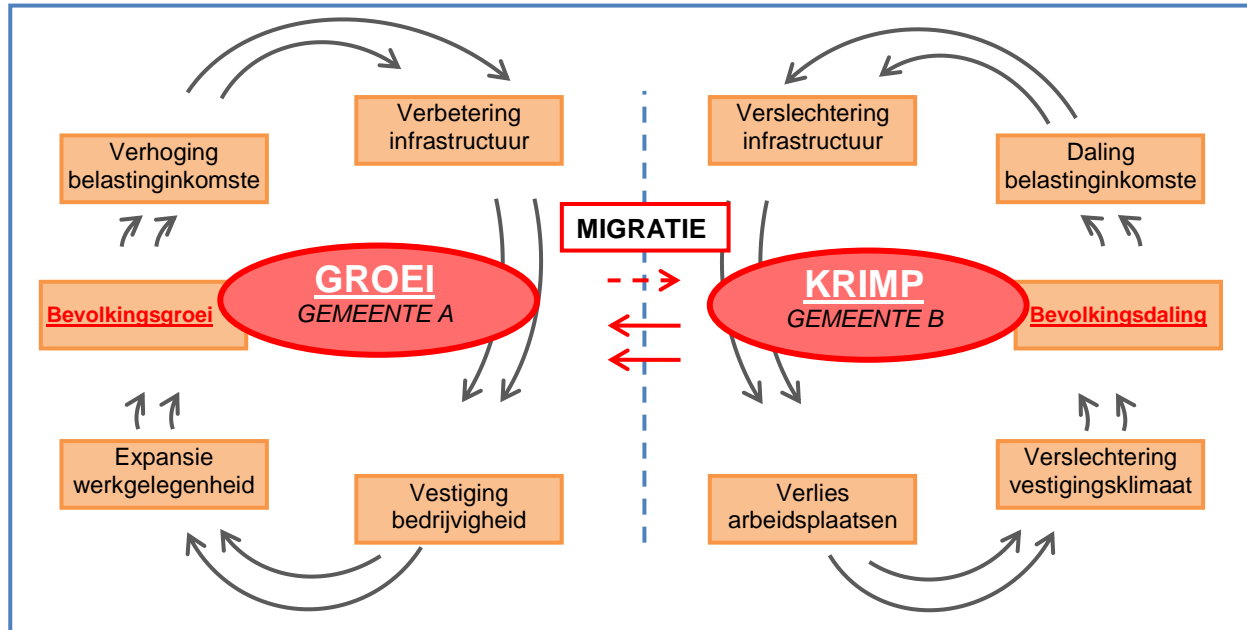 Verbetering
infrastructuur
Verslechtering
infrastructuur
Verhoging
belastinginkomste
Daling
belastinginkomste
MIGRATIE
GROEI
GEMEENTE A
Bevolkingsgroei
KRIMP
GEMEENTE B
Bevolkingsdaling
Expansie
werkgelegenheid
Vestiging
bedrijvigheid
Verlies
arbeidsplaatsen
Verslechtering
vestigingsklimaat